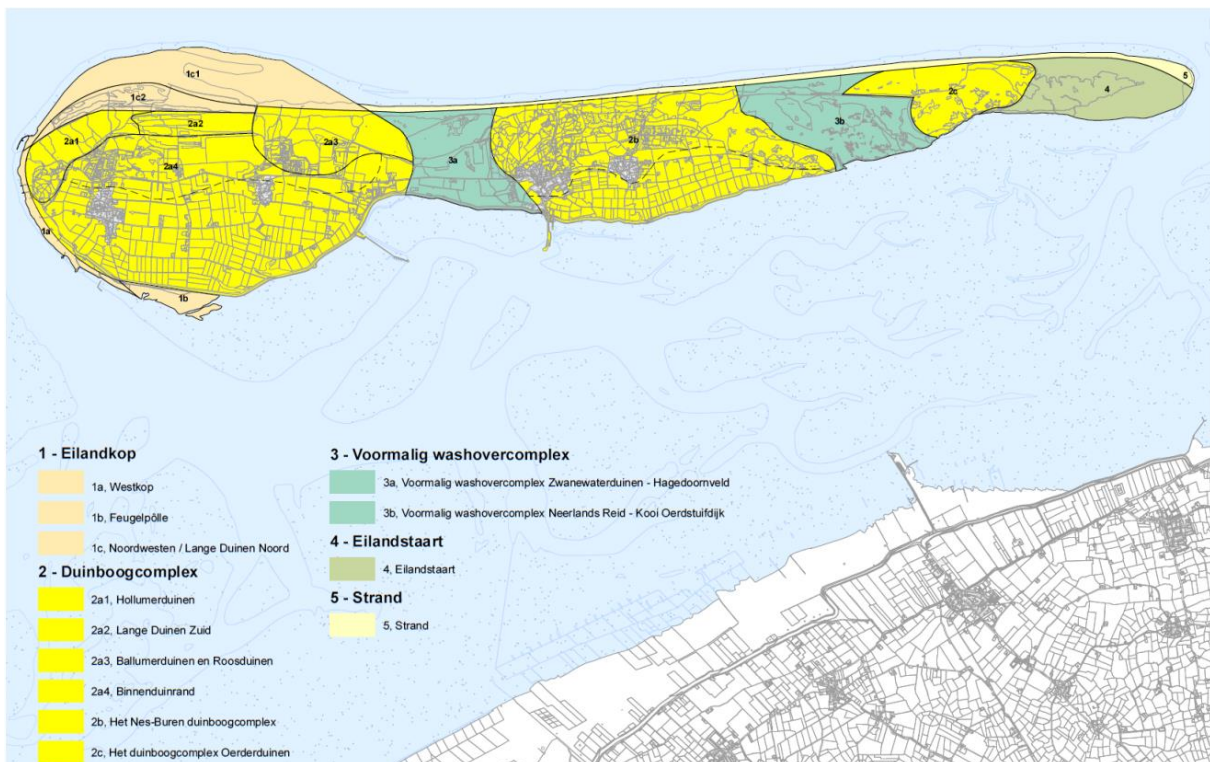 1c1
1c2
2a1
2a2
2a3
2a4
3a
2b
3b
2c
4
5
1a
1b
1 - Eilandkop
1a, Westkop
1b, Feugelpôlle
1c, Noordwesten / Lange Duinen Noord
2 - Duinboogcomplex
2a1, Hollumerduinen
2a2, Lange Duinen Zuid
2a3, Ballumerduinen en Roosduinen
2a4, Binnenduinrand
2b, Het Nes-Buren duinboogcomplex
2c, Het duinboogcomplex Oerderduinen
3 - Voormalig washovercomplex
3a, Voormalig washovercomplex Zwanewaterduinen - Hagedoornveld
3b, Voormalig washovercomplex Neerlands Reid - Kooi Oerdstuifdijk
4 - Eilandstaart
4, Eilandstaart
5 - Strand
5, Strand